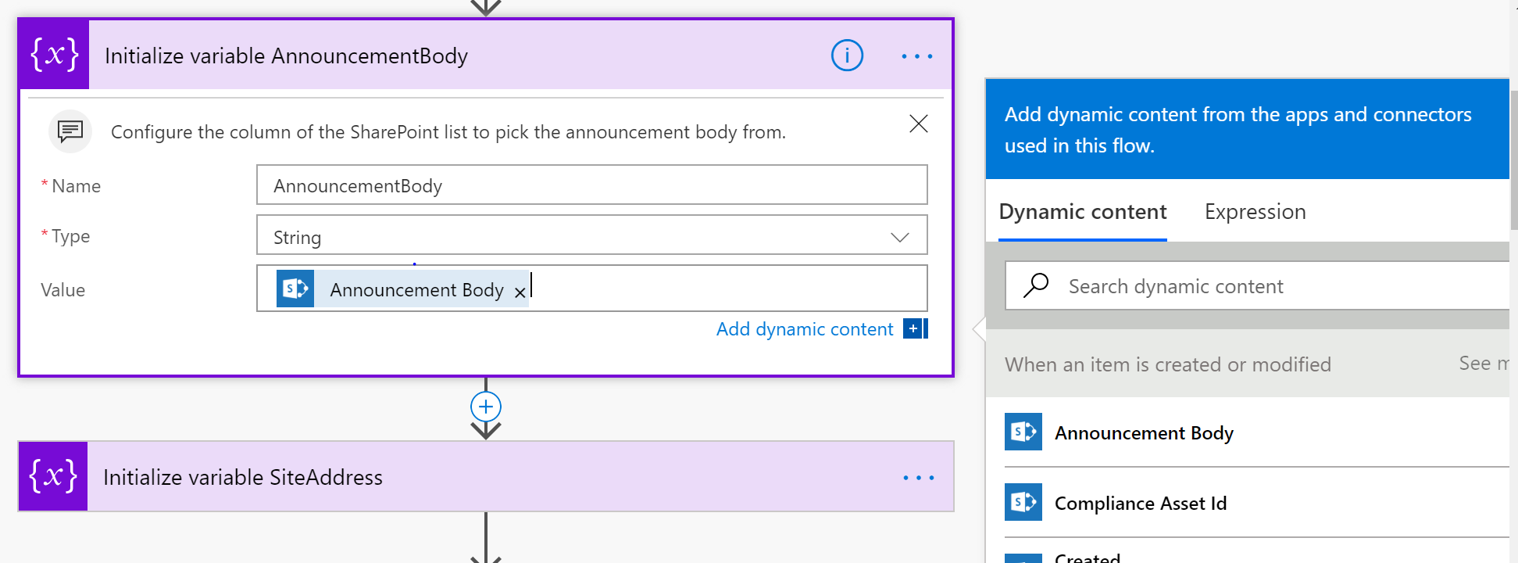 {x} Initialize variable AnnouncementBody i ...
Configure the column of the SharePoint list to pick the announcement body from.
* Name
AnnouncementBody
* Type
String
Value
S Announcement Body ×
Add dynamic content +
{x} Initialize variable SiteAddress ...
Add dynamic content from the apps and connectors
used in this flow.
Dynamic content
Expression
Search dynamic content
When an item is created or modified
See m
S Announcement Body
S Compliance Asset Id
Created